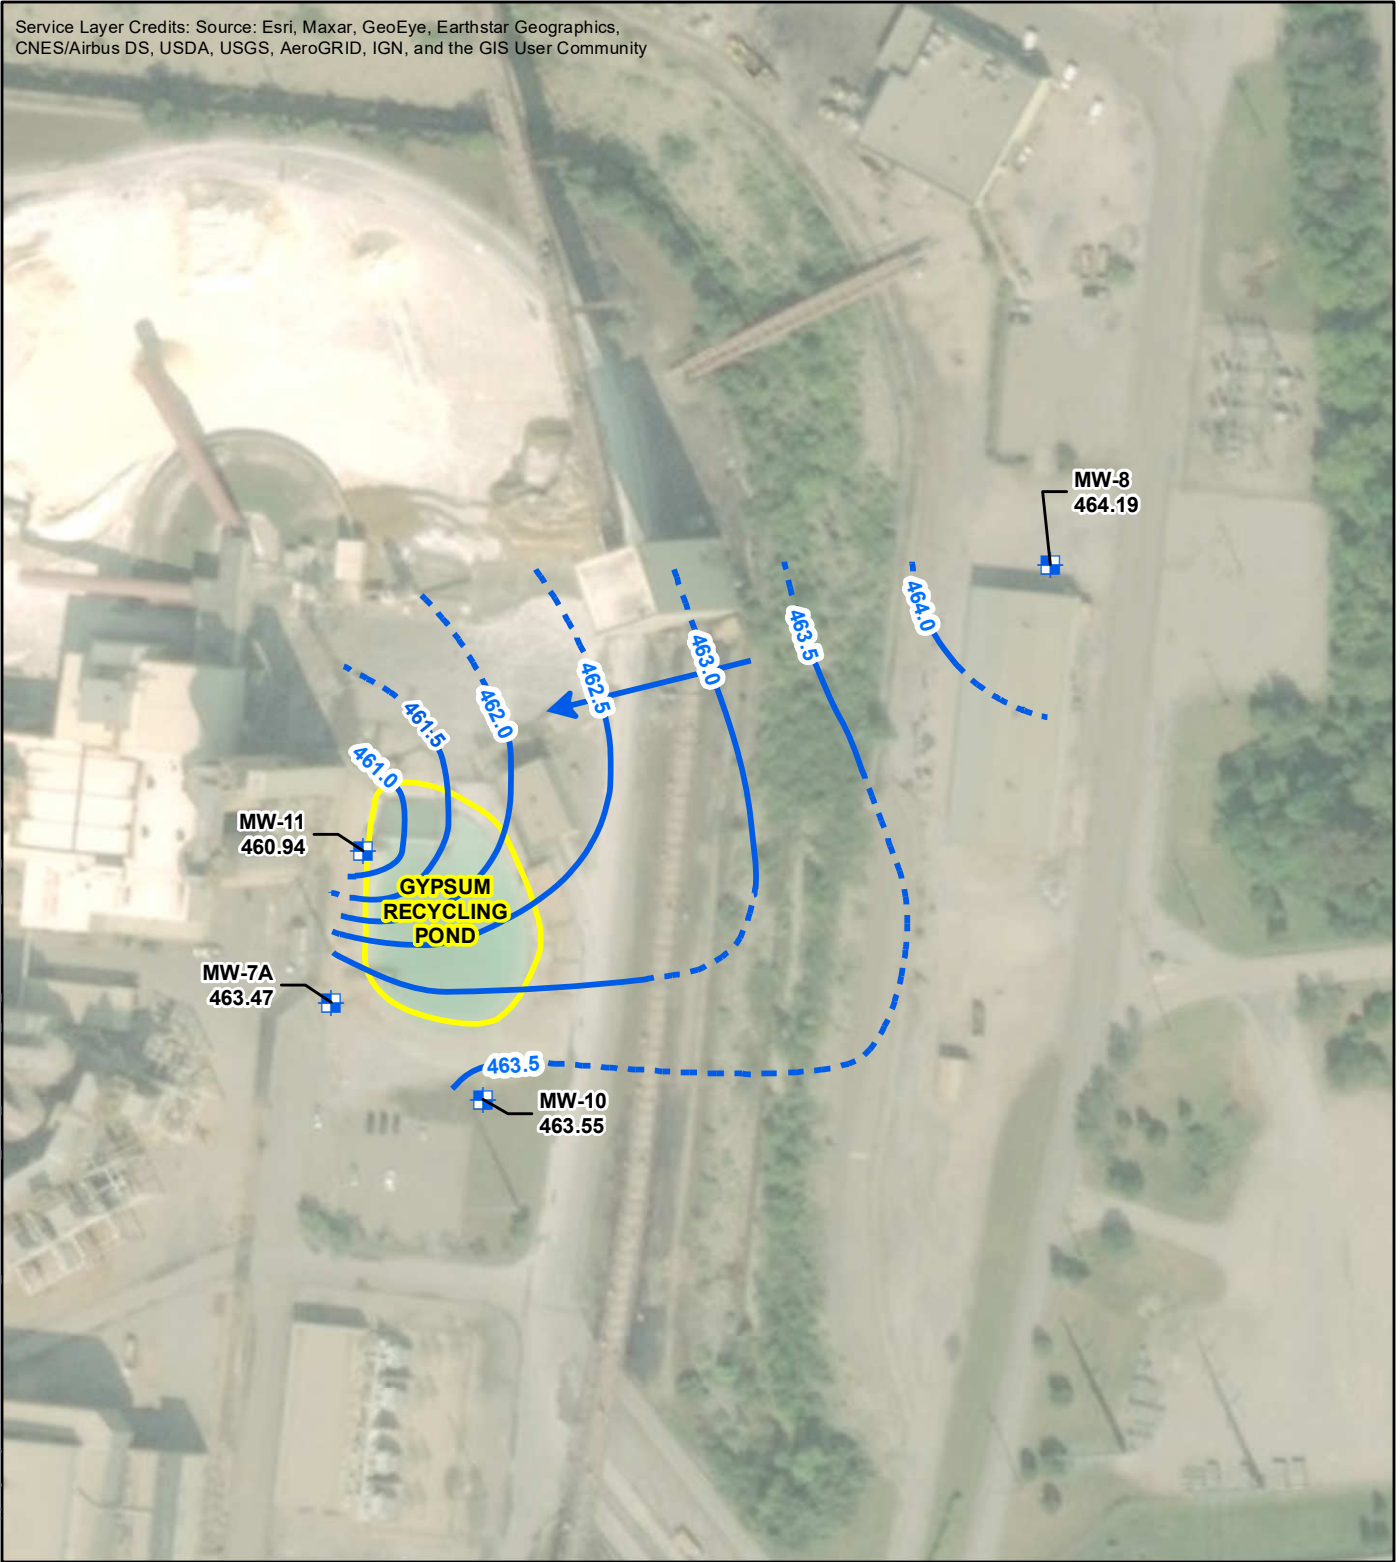 Service Layer Credits: Source: Esri, Maxar, GeoEye, Earthstar Geographics,
CNES/Airbus DS, USDA, USGS, AeroGRID, IGN, and the GIS User Community
MW-8
464.19
464.0
463.5
463.0
462.5
462.0
461.5
461.0
MW-11
460.94
GYPSUM
RECYCLING
POND
MW-7A
463.47
463.5
MW-10
463.55